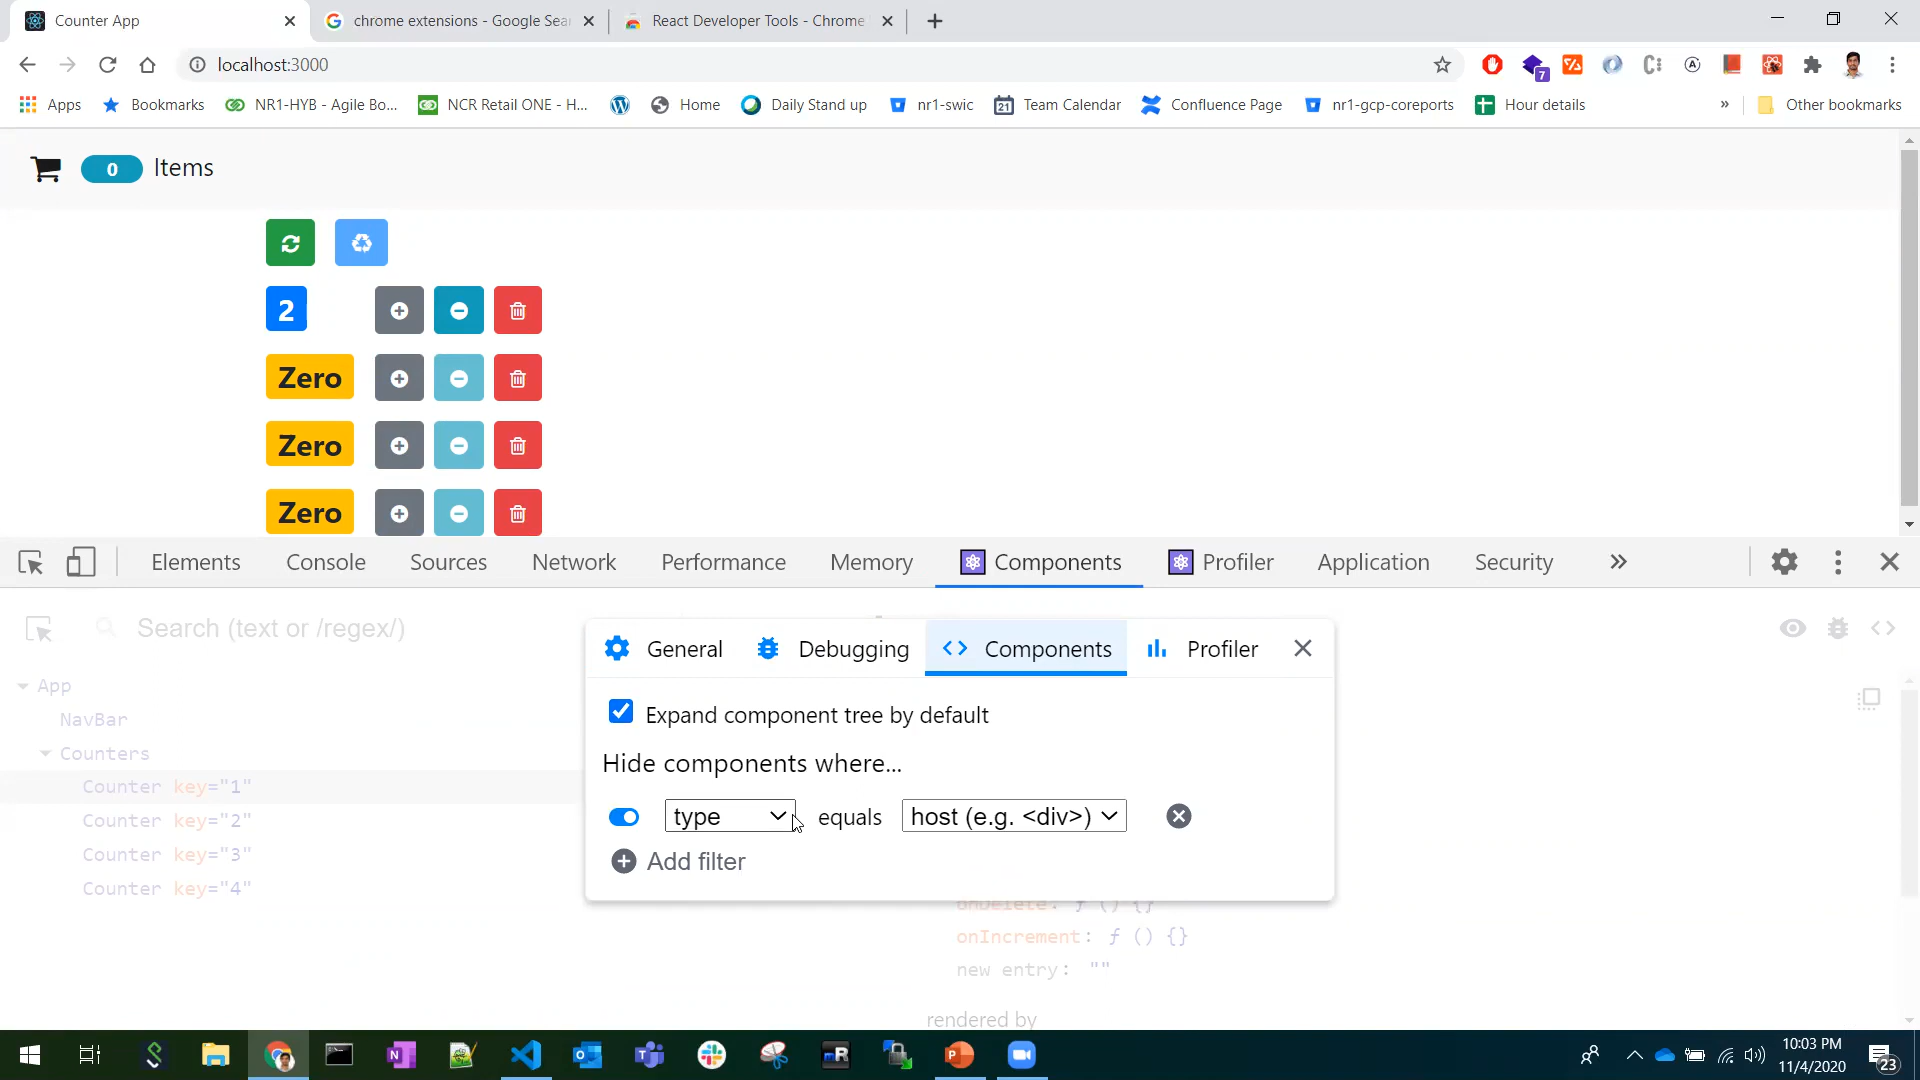 Counter App
chrome extensions - Google Sea
React Developer Tools - Chrome
localhost:3000
7
Apps
Bookmarks
NR1-HYB - Agile Bo...
NCR Retail ONE - H...
Home
Daily Stand up
nr1-swic
21
Team Calendar
Confluence Page
nr1-gcp-coreports
Hour details
»
Other bookmarks
0 Items
2
Zero
Zero
Zero
Elements
Console
Sources
Network
Performance
Memory
Components
Profiler
Application
Security
»
Search (text or /regex/)
General
Debugging
<> Components
Profiler
App
NavBar
Counters
Counter key="1"
Counter key="2"
Counter key="3"
Counter key="4"
Expand component tree by default
Hide components where...
type equals host (e.g. <div>)
Add filter
onDelete: ƒ () {}
onIncrement: ƒ () {}
new entry: ""
rendered by
10:03 PM
11/4/2020
23